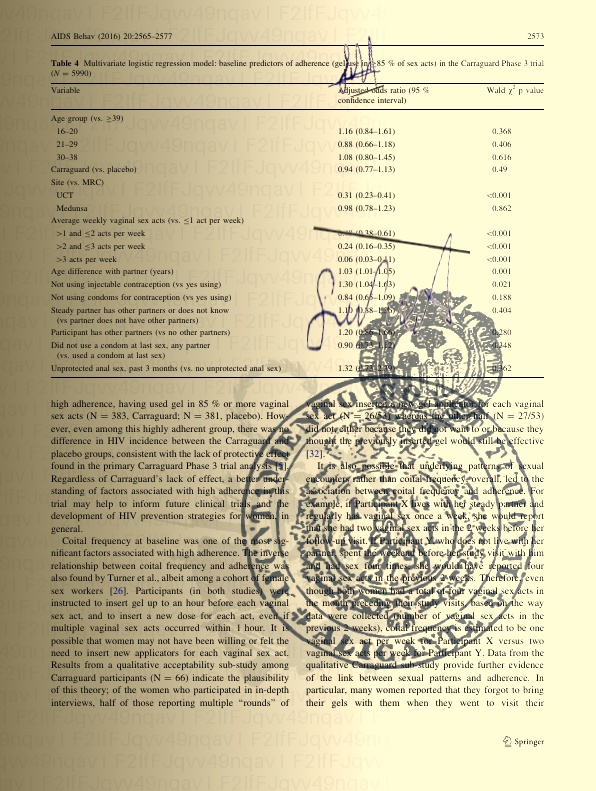 AIDS Behav (2016) 20:2565–2577 2573
Table 4 Multivariate logistic regression model: baseline predictors of adherence (gel use in ≥85 % of sex acts) in the Carraguard Phase 3 trial
(N = 5990)
Variable Adjusted odds ratio (95 % Wald χ² p value
confidence interval)
Age group (vs. ≥39)
16–20 1.16 (0.84–1.61) 0.368
21–29 0.88 (0.66–1.18) 0.406
30–38 1.08 (0.80–1.45) 0.616
Carraguard (vs. placebo) 0.94 (0.77–1.13) 0.49
Site (vs. MRC)
UCT 0.31 (0.23–0.41) <0.001
Medunsa 0.98 (0.78–1.23) 0.862
Average weekly vaginal sex acts (vs. ≤1 act per week)
>1 and ≤2 acts per week (0.38–0.61) <0.001
>2 and ≤3 acts per week 0.24 (0.16–0.35) <0.001
>3 acts per week 0.06 (0.03–0.11) <0.001
Age difference with partner (years) 1.03 (1.01–1.05) 0.001
Not using injectable contraception (vs yes using) 1.30 (1.04–1.63) 0.021
Not using condoms for contraception (vs yes using) 0.84 (0.65–1.09) 0.188
Steady partner has other partners or does not know 1.10 0.404
(vs partner does not have other partners)
Participant has other partners (vs no other partners) 1.20 0.280
Did not use a condom at last sex, any partner 0.90 0.248
(vs. used a condom at last sex)
Unprotected anal sex, past 3 months (vs. no unprotected anal sex) 1.32 0.362
high adherence, having used gel in 85 % or more vaginal
sex acts (N = 383, Carraguard; N = 381, placebo). How-
ever, even among this highly adherent group, there was no
difference in HIV incidence between the Carraguard and
placebo groups, consistent with the lack of protective effect
found in the primary Carraguard Phase 3 trial analysis
Regardless of Carraguard's lack of effect, a better under-
standing of factors associated with high adherence in this
trial may help to inform future clinical trials and the
development of HIV prevention strategies for women in
general.
Coital frequency at baseline was one of the most sig-
nificant factors associated with high adherence. The inverse
relationship between coital frequency and adherence was
also found by Turner et al., albeit among a cohort of female
sex workers [26]. Participants (in both studies) were
instructed to insert gel up to an hour before each vaginal
sex act, and to insert a new dose for each act, even if
multiple vaginal sex acts occurred within 1 hour. It is
possible that women may not have been willing or felt the
need to insert new applicators for each vaginal sex act.
Results from a qualitative acceptability sub-study among
Carraguard participants (N = 66) indicate the plausibility
of this theory; of the women who participated in in-depth
interviews, half of those reporting multiple “rounds” of
vaginal sex inserted a new gel applicator for each vaginal
sex act (N = 26/53) whereas the other half (N = 27/53)
did not either because they did not want to or because they
thought the previously inserted gel would still be effective
[32].
It is also possible that underlying patterns of sexual
encounters rather than coital frequency, overall, led to the
association between coital frequency and adherence. For
example, if Participant X lives with her steady partner and
regularly has vaginal sex once a week, she would report
that she had two vaginal sex acts in the 2 weeks before her
follow-up visit. If Participant Y, who does not live with her
partner, spent the weekend before her study visit with him
and had sex four times, she would have reported four
vaginal sex acts in the previous 2 weeks. Therefore, even
though both women had a total of four vaginal sex acts in
the month preceding their study visits, based on the way
data were collected (number of vaginal sex acts in the
previous 2 weeks), coital frequency is estimated to be one
vaginal sex act per week for Participant X versus two
vaginal sex acts per week for Participant Y. Data from the
qualitative Carraguard sub-study provide further evidence
of the link between sexual patterns and adherence. In
particular, many women reported that they forgot to bring
their gels with them when they went to visit their
Springer